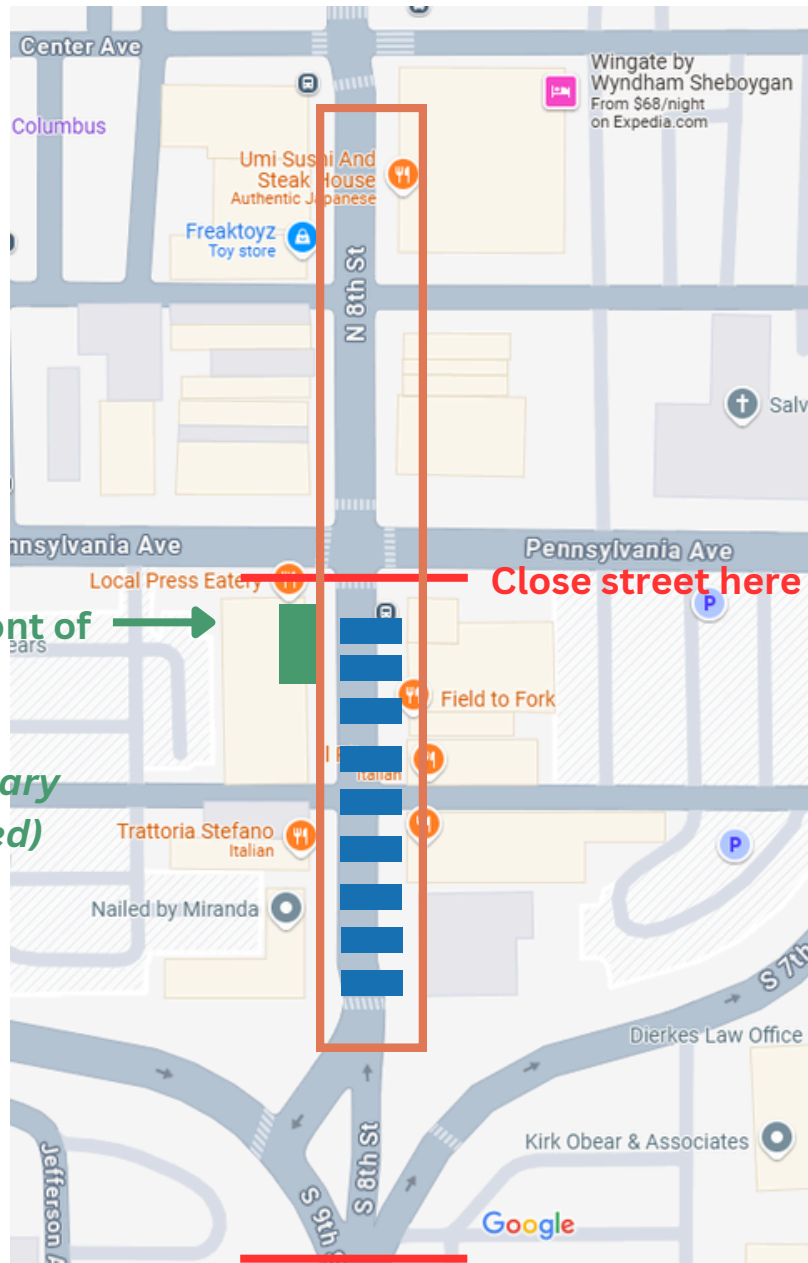 Center Ave
Wingate by
Wyndham Sheboygan
From $68/night
on Expedia.com
Columbus
Umi Sushi And
Steak House
Authentic Japanese
Freaktoyz
Toy store
N 8th St
Salv
nnsylvania Ave
Pennsylvania Ave
Local Press Eatery
Close street here
P
ont of
ears
Field to Fork
Italian
ary
ed)
Trattoria Stefano
Italian
P
Nailed by Miranda
S 7th
Dierkes Law Office
Kirk Obear & Associates
S 8th St
Jefferson A
S 9th S
Google